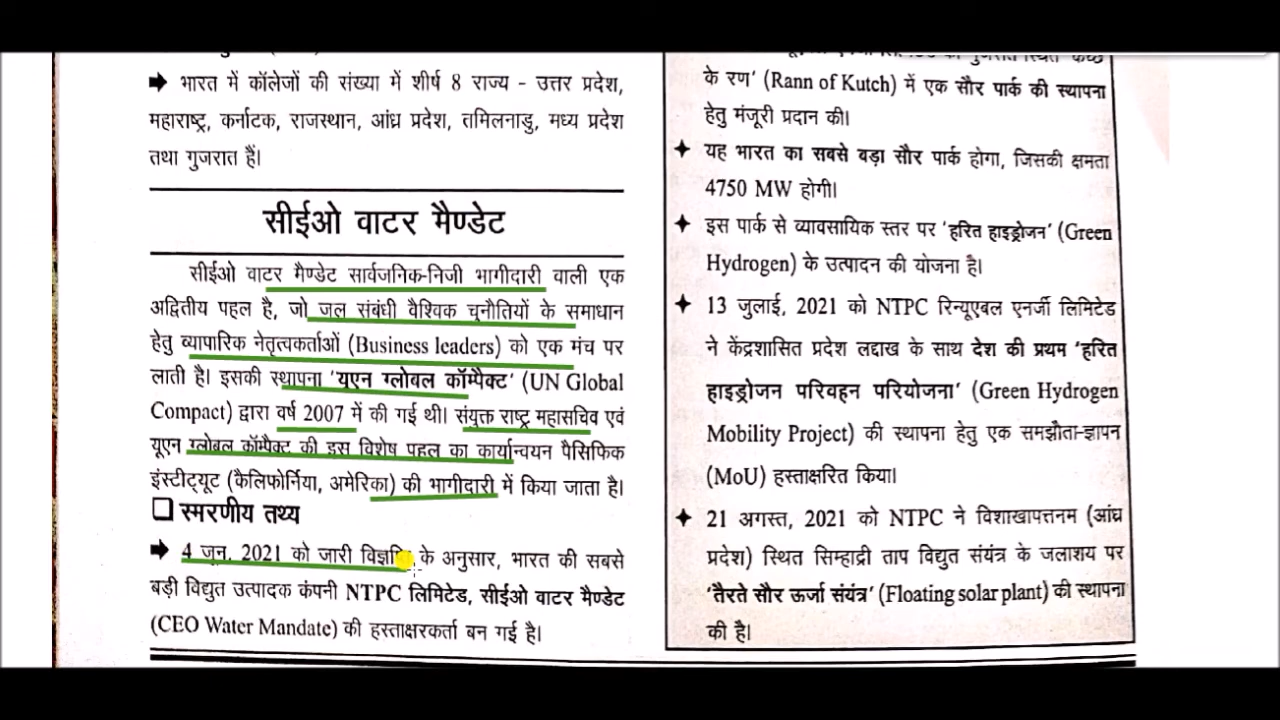 ➡ भारत में कॉलेजों की संख्या में शीर्ष 8 राज्य - उत्तर प्रदेश,
महाराष्ट्र, कर्नाटक, राजस्थान, आंध्र प्रदेश, तमिलनाडु, मध्य प्रदेश
तथा गुजरात हैं।
सीईओ वाटर मैण्डेट
सीईओ वाटर मैण्डेट सार्वजनिक-निजी भागीदारी वाली एक
अद्वितीय पहल है, जो जल संबंधी वैश्विक चुनौतियों के समाधान
हेतु व्यापारिक नेतृत्वकर्ताओं (Business leaders) को एक मंच पर
लाती है। इसकी स्थापना 'यूएन ग्लोबल कॉम्पैक्ट' (UN Global
Compact) द्वारा वर्ष 2007 में की गई थी। संयुक्त राष्ट्र महासचिव एवं
यूएन ग्लोबल कॉम्पैक्ट की इस विशेष पहल का कार्यान्वयन पैसिफिक
इंस्टीट्यूट (कैलिफोर्निया, अमेरिका) की भागीदारी में किया जाता है।
❑ स्मरणीय तथ्य
➡ 4 जून, 2021 को जारी विज्ञप्ति के अनुसार, भारत की सबसे
बड़ी विद्युत उत्पादक कंपनी NTPC लिमिटेड, सीईओ वाटर मैण्डेट
(CEO Water Mandate) की हस्ताक्षरकर्ता बन गई है।
के रण' (Rann of Kutch) में एक सौर पार्क की स्थापना
हेतु मंजूरी प्रदान की।
✦ यह भारत का सबसे बड़ा सौर पार्क होगा, जिसकी क्षमता
4750 MW होगी।
✦ इस पार्क से व्यावसायिक स्तर पर 'हरित हाइड्रोजन' (Green
Hydrogen) के उत्पादन की योजना है।
✦ 13 जुलाई, 2021 को NTPC रिन्यूएबल एनर्जी लिमिटेड
ने केंद्रशासित प्रदेश लद्दाख के साथ देश की प्रथम 'हरित
हाइड्रोजन परिवहन परियोजना' (Green Hydrogen
Mobility Project) की स्थापना हेतु एक समझौता-ज्ञापन
(MoU) हस्ताक्षरित किया।
✦ 21 अगस्त, 2021 को NTPC ने विशाखापत्तनम (आंध्र
प्रदेश) स्थित सिम्हाद्री ताप विद्युत संयंत्र के जलाशय पर
'तैरते सौर ऊर्जा संयंत्र' (Floating solar plant) की स्थापना
की है।